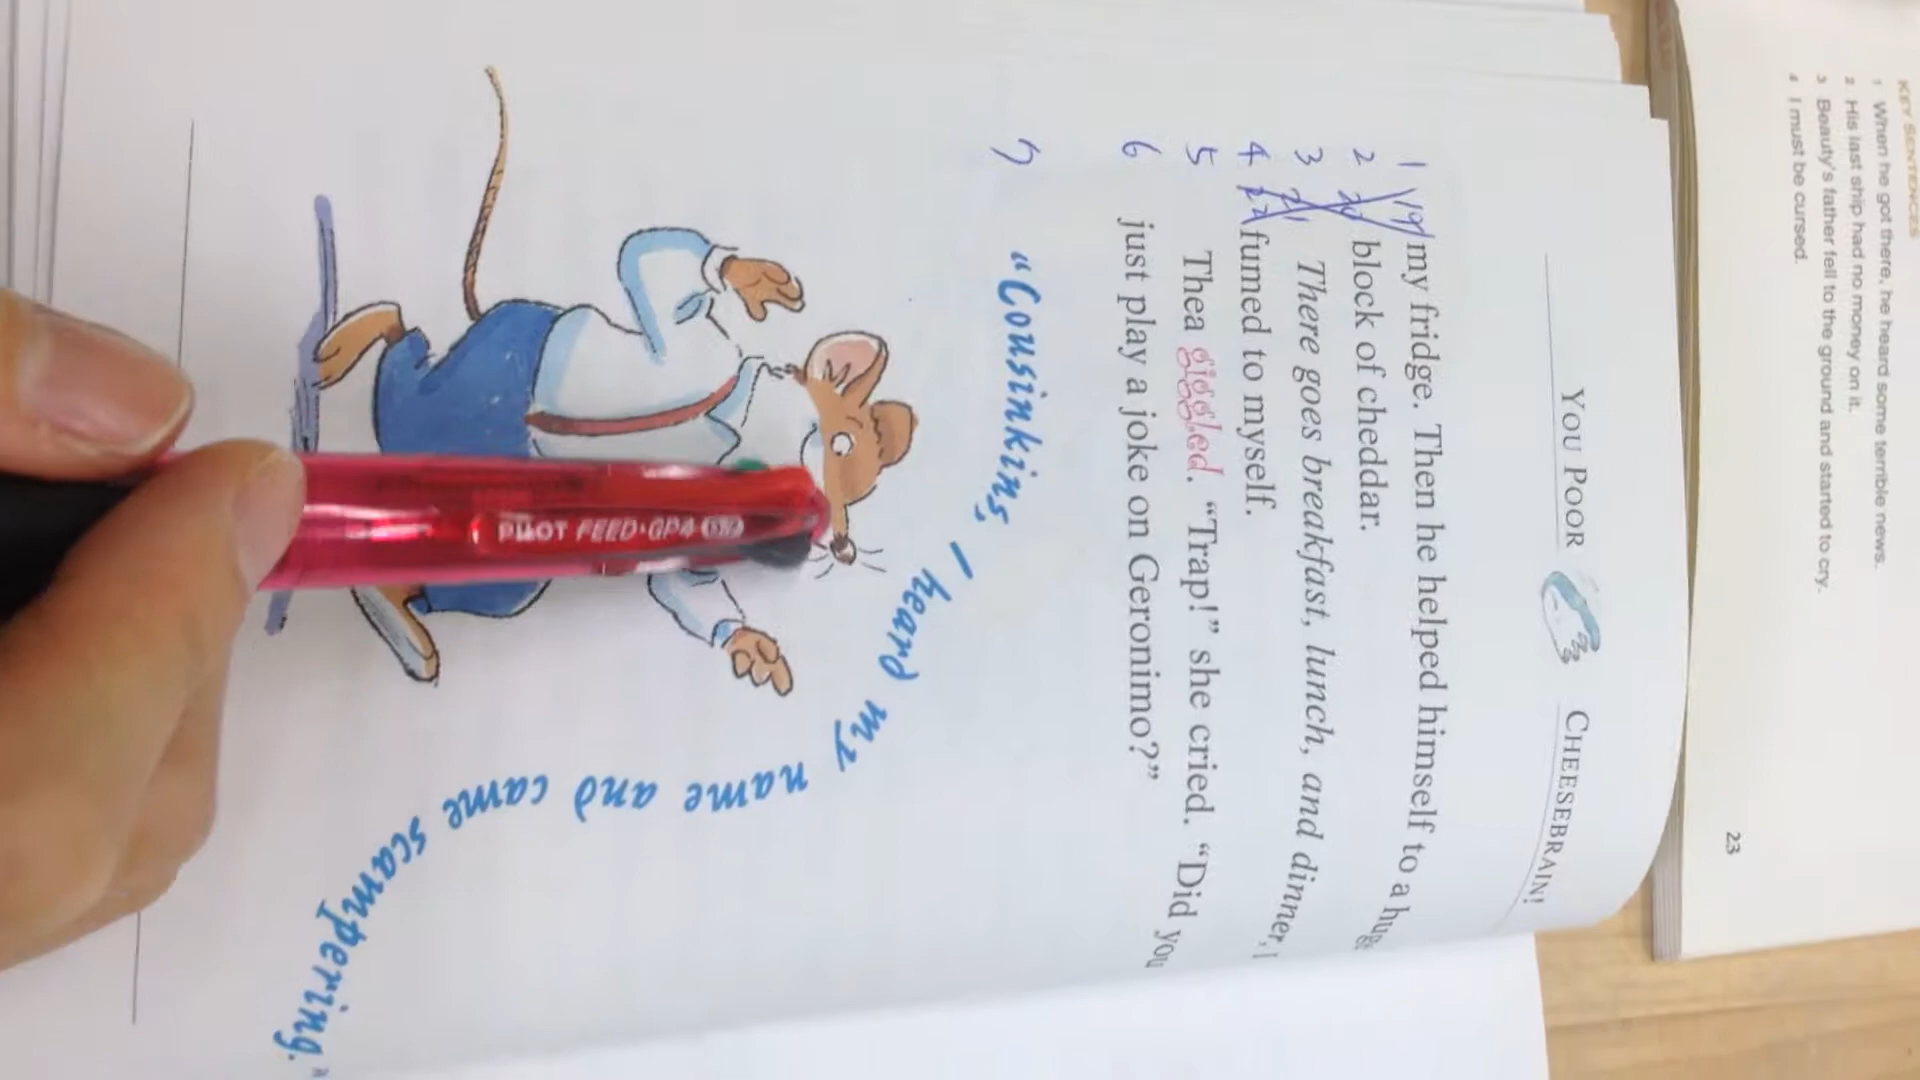 YOU POOR CHEESEBRAIN!
1 19 my fridge. Then he helped himself to a huge
2 20 block of cheddar.
3 21 There goes breakfast, lunch, and dinner, I
4 22 fumed to myself.
5 Thea giggled. “Trap!” she cried. “Did you
6 just play a joke on Geronimo?”
7 “Cousinkins, I heard my name and came scampering.”
PILOT FEED·GP4
KEY SENTENCES
1 When he got there, he heard some terrible news.
2 His last ship had no money on it.
3 Beauty's father fell to the ground and started to cry.
4 I must be cursed.
23